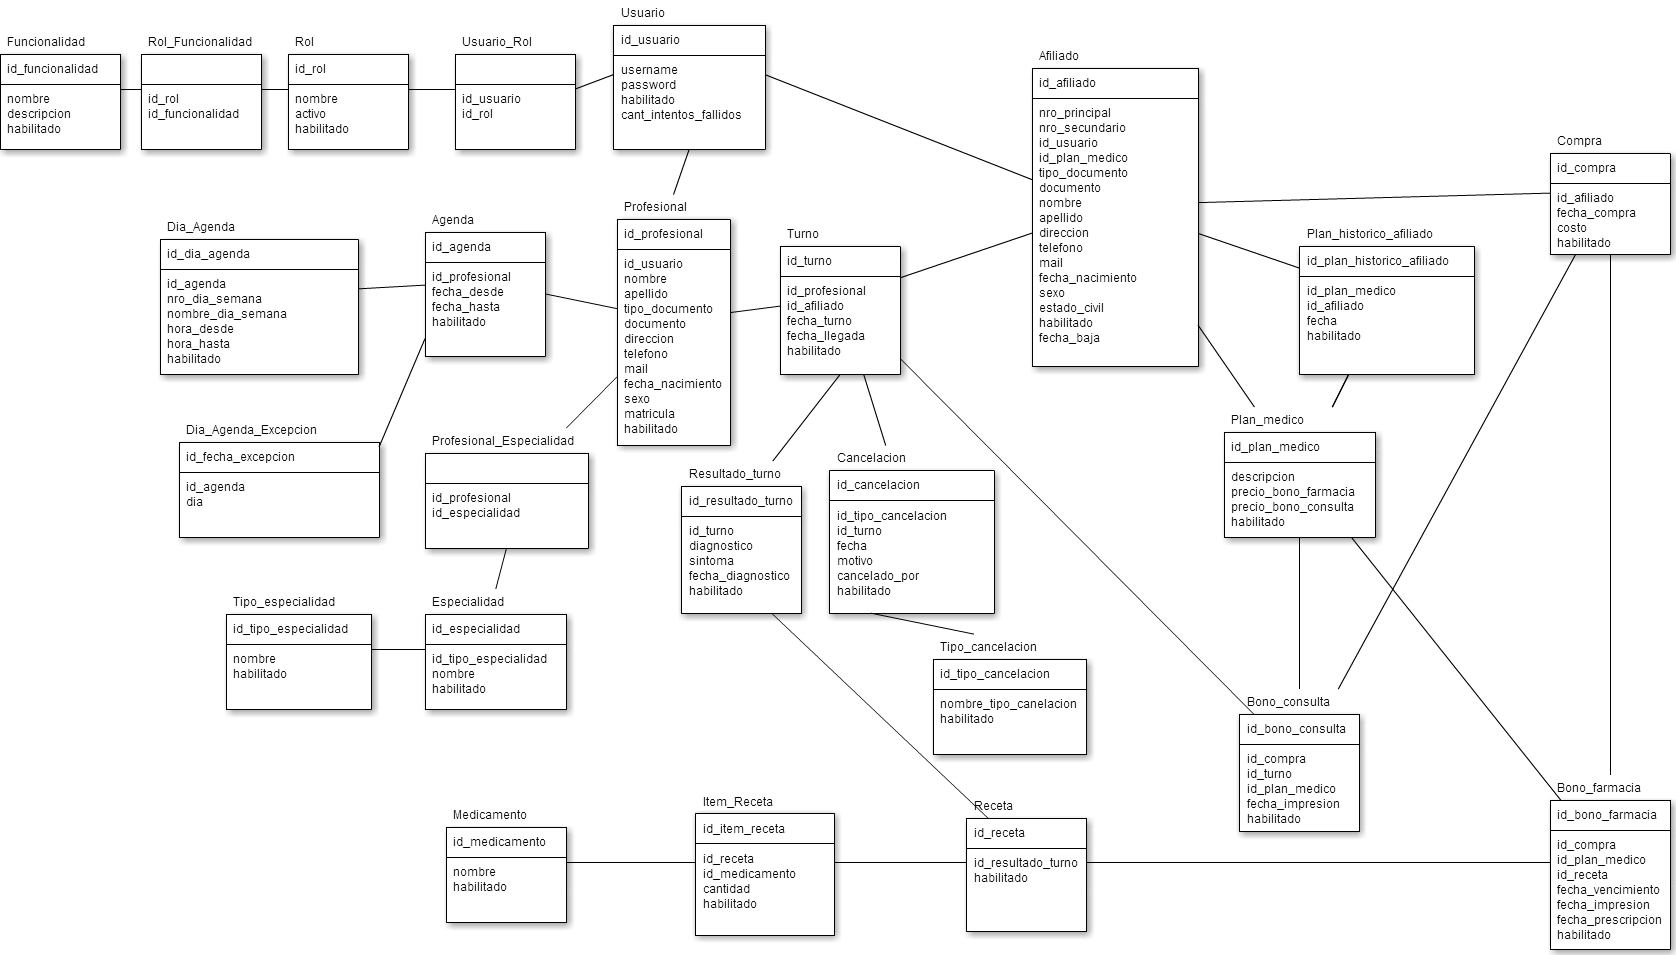 Funcionalidad
id_funcionalidad
nombre
descripcion
habilitado
Rol_Funcionalidad
id_rol
id_funcionalidad
Rol
id_rol
nombre
activo
habilitado
Usuario_Rol
id_usuario
id_rol
Usuario
id_usuario
username
password
habilitado
cant_intentos_fallidos
Afiliado
id_afiliado
nro_principal
nro_secundario
id_usuario
id_plan_medico
tipo_documento
documento
nombre
apellido
direccion
telefono
mail
fecha_nacimiento
sexo
estado_civil
habilitado
fecha_baja
Compra
id_compra
id_afiliado
fecha_compra
costo
habilitado
Dia_Agenda
id_dia_agenda
id_agenda
nro_dia_semana
nombre_dia_semana
hora_desde
hora_hasta
habilitado
Agenda
id_agenda
id_profesional
fecha_desde
fecha_hasta
habilitado
Profesional
id_profesional
id_usuario
nombre
apellido
tipo_documento
documento
direccion
telefono
mail
fecha_nacimiento
sexo
matricula
habilitado
Turno
id_turno
id_profesional
id_afiliado
fecha_turno
fecha_llegada
habilitado
Plan_historico_afiliado
id_plan_historico_afiliado
id_plan_medico
id_afiliado
fecha
habilitado
Dia_Agenda_Excepcion
id_fecha_excepcion
id_agenda
dia
Profesional_Especialidad
id_profesional
id_especialidad
Resultado_turno
id_resultado_turno
id_turno
diagnostico
sintoma
fecha_diagnostico
habilitado
Cancelacion
id_cancelacion
id_tipo_cancelacion
id_turno
fecha
motivo
cancelado_por
habilitado
Plan_medico
id_plan_medico
descripcion
precio_bono_farmacia
precio_bono_consulta
habilitado
Tipo_especialidad
id_tipo_especialidad
nombre
habilitado
Especialidad
id_especialidad
id_tipo_especialidad
nombre
habilitado
Tipo_cancelacion
id_tipo_cancelacion
nombre_tipo_canelacion
habilitado
Bono_consulta
id_bono_consulta
id_compra
id_turno
id_plan_medico
fecha_impresion
habilitado
Medicamento
id_medicamento
nombre
habilitado
Item_Receta
id_item_receta
id_receta
id_medicamento
cantidad
habilitado
Receta
id_receta
id_resultado_turno
habilitado
Bono_farmacia
id_bono_farmacia
id_compra
id_plan_medico
id_receta
fecha_vencimiento
fecha_impresion
fecha_prescripcion
habilitado